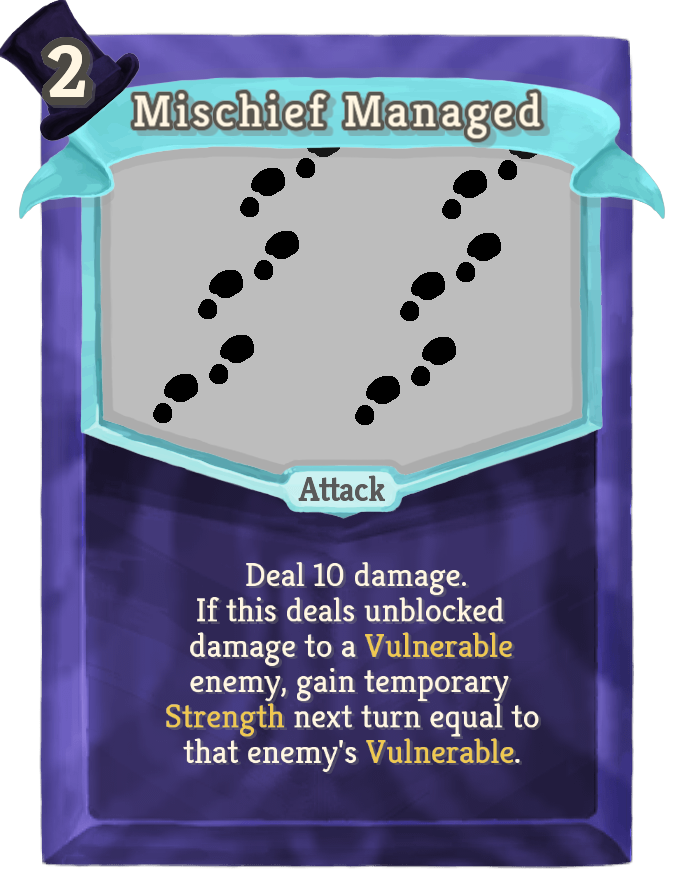 2
Mischief Managed
Attack
Deal 10 damage.
If this deals unblocked
damage to a Vulnerable
enemy, gain temporary
Strength next turn equal to
that enemy's Vulnerable.